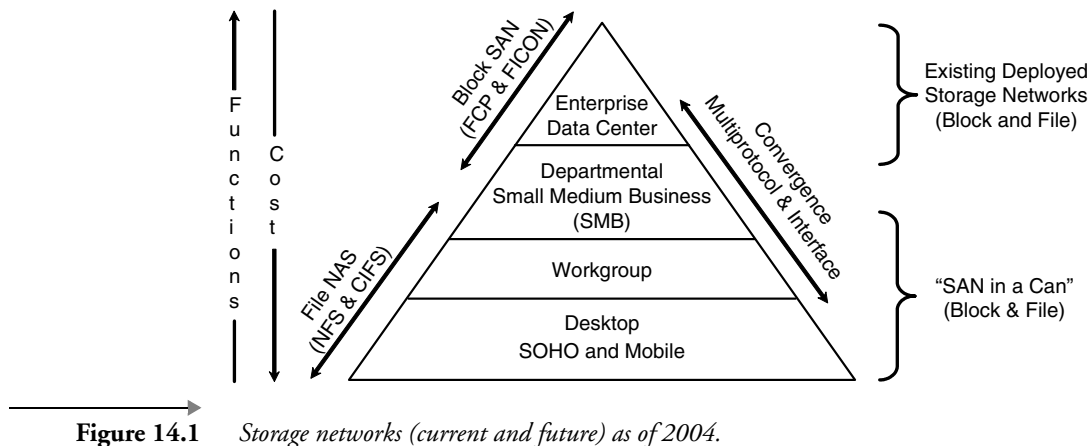 Functions
Cost
Block SAN
(FCP & FICON)
File NAS
(NFS & CIFS)
Enterprise
Data Center
Departmental
Small Medium Business
(SMB)
Workgroup
Desktop
SOHO and Mobile
Convergence
Multiprotocol & Interface
Existing Deployed
Storage Networks
(Block and File)
“SAN in a Can”
(Block & File)
Figure 14.1 Storage networks (current and future) as of 2004.